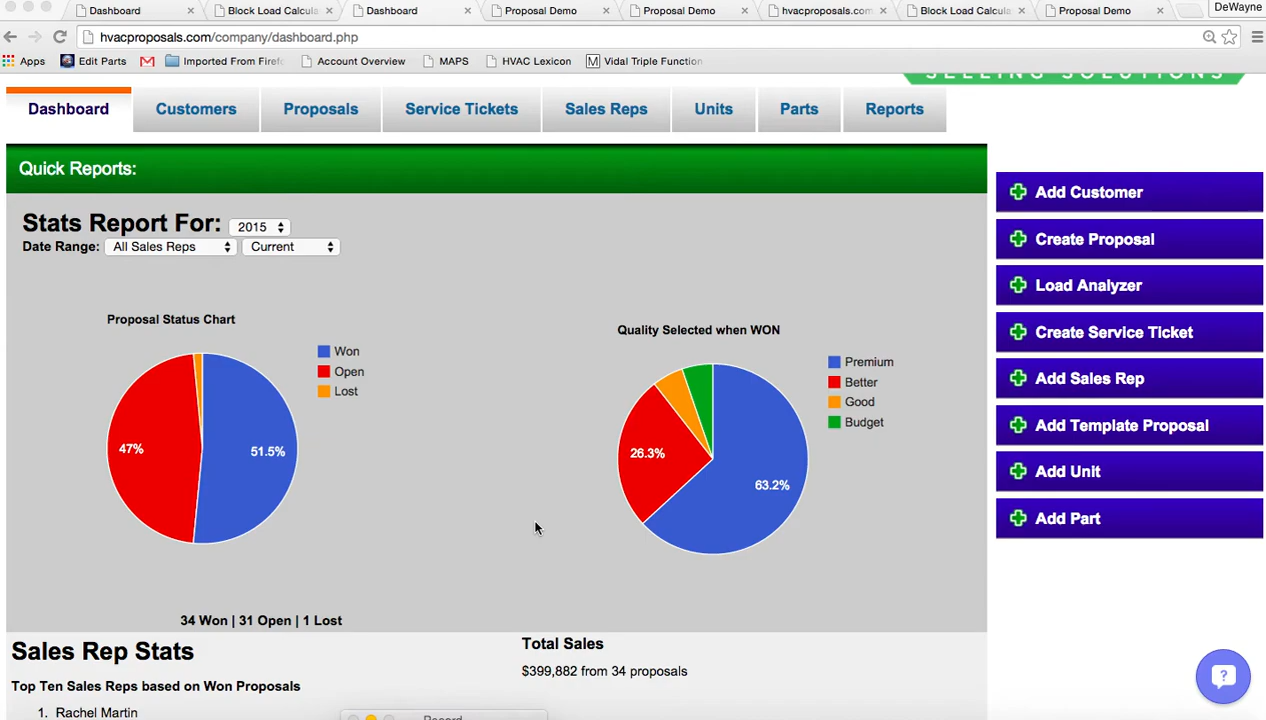 Dashboard Block Load Calcula Dashboard Proposal Demo Proposal Demo hvacproposals.com Block Load Calcula Proposal Demo DeWayne
hvacproposals.com/company/dashboard.php
Apps Edit Parts Imported From Firef Account Overview MAPS HVAC Lexicon Vidal Triple Function
SELLING SOLUTIONS
Dashboard Customers Proposals Service Tickets Sales Reps Units Parts Reports
Quick Reports:
Stats Report For: 2015
Date Range: All Sales Reps Current
Proposal Status Chart
Won
Open
Lost
47%
51.5%
34 Won | 31 Open | 1 Lost
Quality Selected when WON
Premium
Better
Good
Budget
26.3%
63.2%
Add Customer
Create Proposal
Load Analyzer
Create Service Ticket
Add Sales Rep
Add Template Proposal
Add Unit
Add Part
Sales Rep Stats
Top Ten Sales Reps based on Won Proposals
1. Rachel Martin
Total Sales
$399,882 from 34 proposals
Record